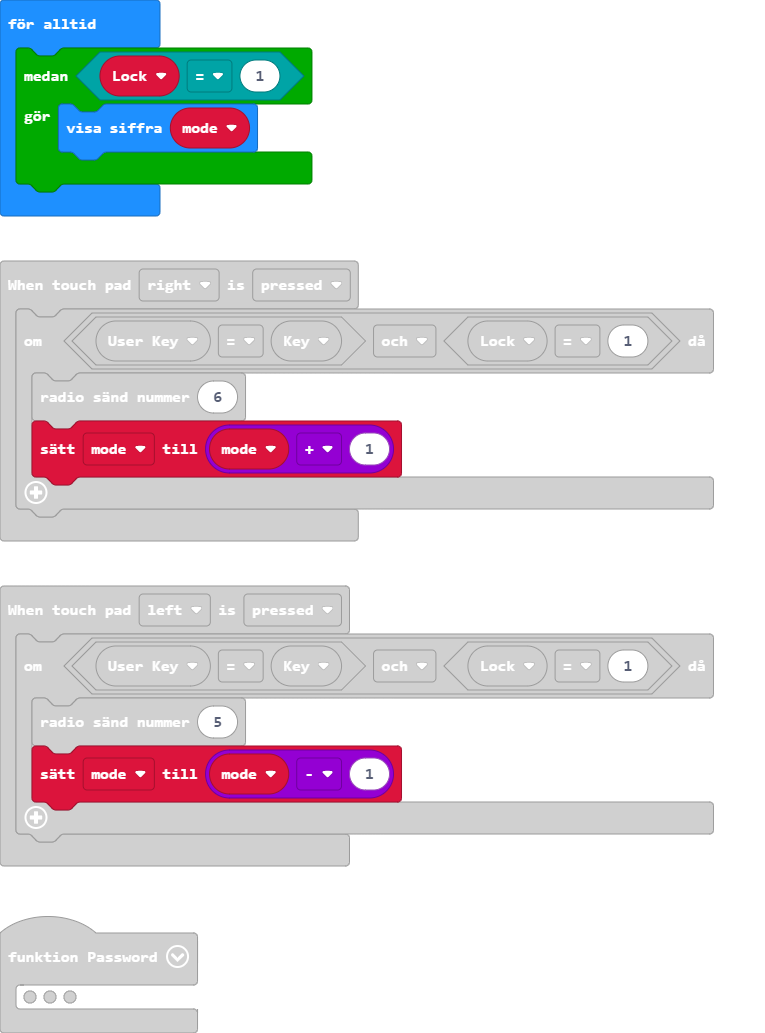 för alltid
medan Lock = 1
gör
visa siffra mode
When touch pad right is pressed
om User Key = Key och Lock = 1 då
radio sänd nummer 6
sätt mode till mode + 1
When touch pad left is pressed
om User Key = Key och Lock = 1 då
radio sänd nummer 5
sätt mode till mode - 1
funktion Password